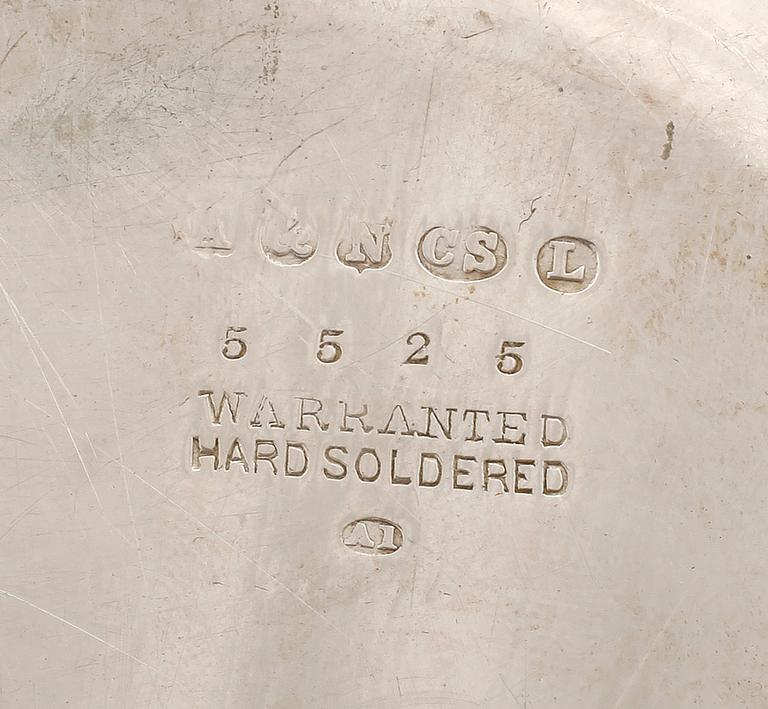 A & N CS L
5 5 2 5
WARRANTED
HARD SOLDERED
A1